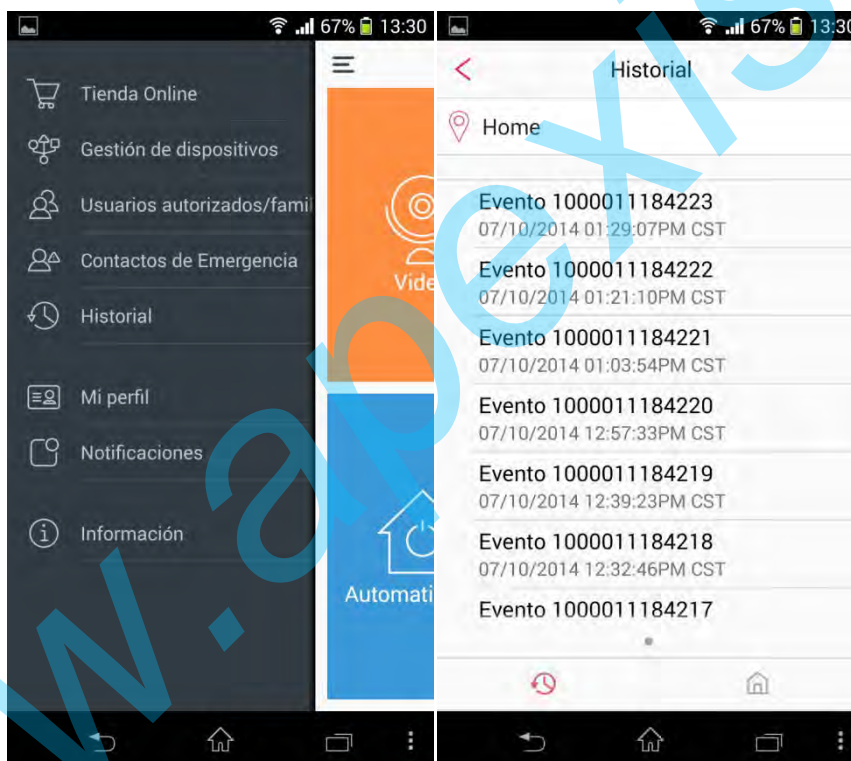 67% 13:30
Tienda Online
Gestión de dispositivos
Usuarios autorizados/famil
Contactos de Emergencia
Historial
Mi perfil
Notificaciones
Información
Vide
Automati
67% 13:30
Historial
Home
Evento 1000011184223
07/10/2014 01:29:07PM CST
Evento 1000011184222
07/10/2014 01:21:10PM CST
Evento 1000011184221
07/10/2014 01:03:54PM CST
Evento 1000011184220
07/10/2014 12:57:33PM CST
Evento 1000011184219
07/10/2014 12:39:23PM CST
Evento 1000011184218
07/10/2014 12:32:46PM CST
Evento 1000011184217
w.apexis